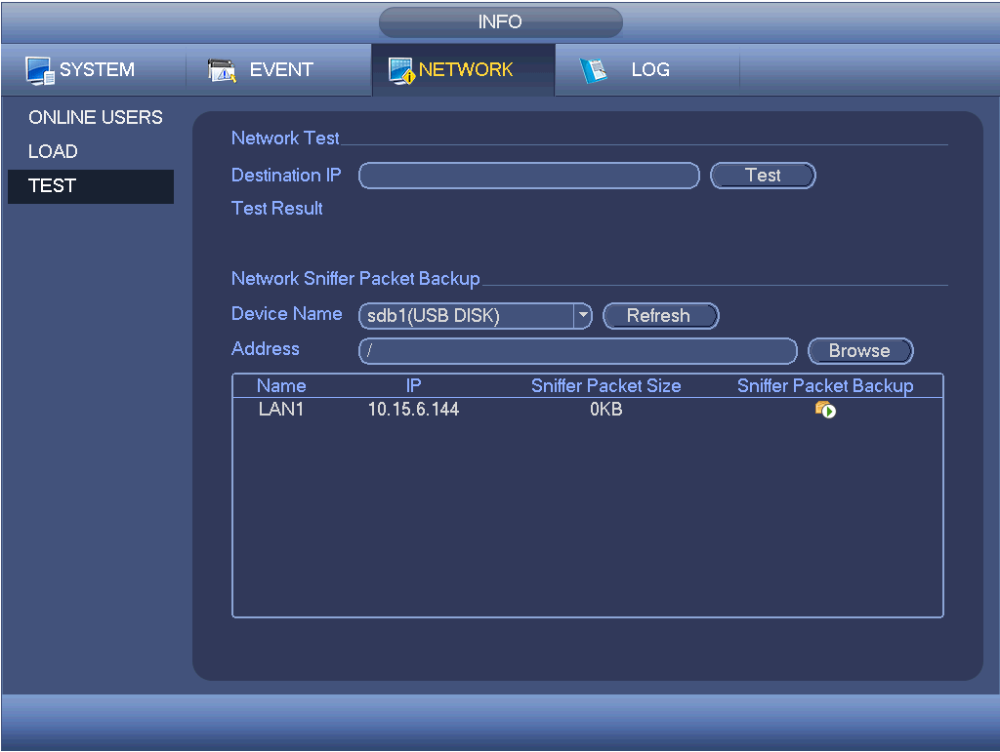 INFO
SYSTEM EVENT NETWORK LOG
ONLINE USERS
LOAD
TEST
Network Test
Destination IP Test
Test Result
Network Sniffer Packet Backup
Device Name sdb1(USB DISK) Refresh
Address / Browse
Name IP Sniffer Packet Size Sniffer Packet Backup
LAN1 10.15.6.144 0KB